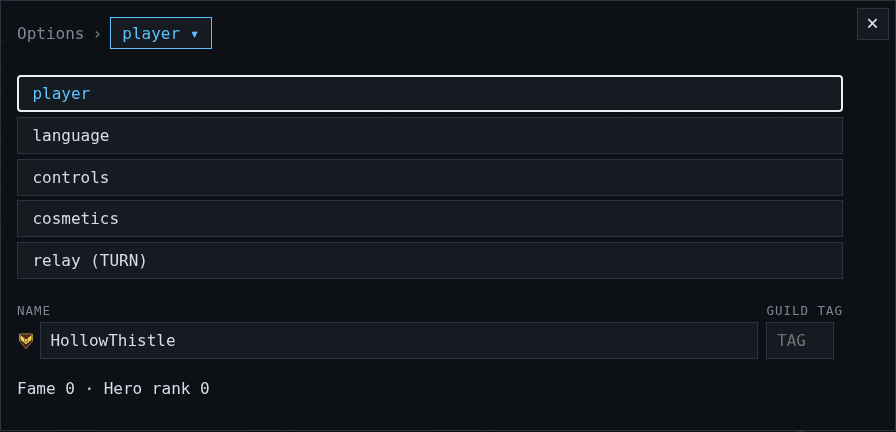 Options › player ▾
✕
player
language
controls
cosmetics
relay (TURN)
NAME GUILD TAG
HollowThistle TAG
Fame 0 · Hero rank 0